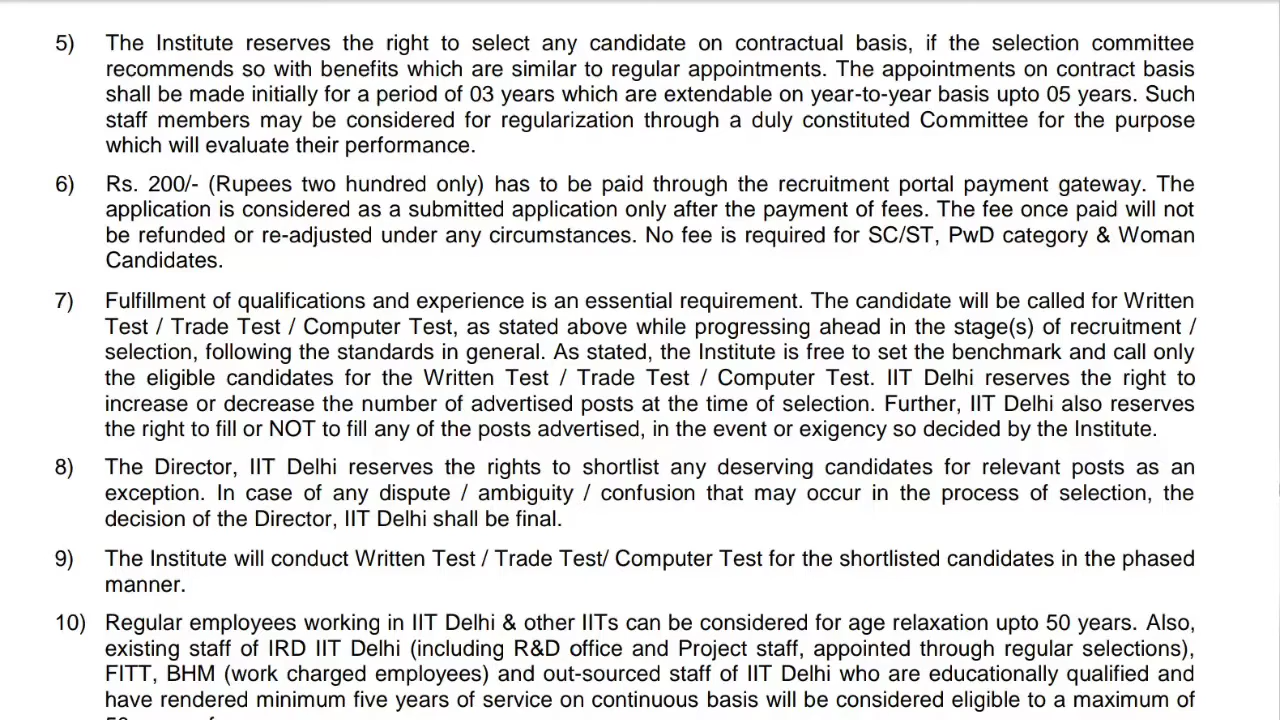 5) The Institute reserves the right to select any candidate on contractual basis, if the selection committee
recommends so with benefits which are similar to regular appointments. The appointments on contract basis
shall be made initially for a period of 03 years which are extendable on year-to-year basis upto 05 years. Such
staff members may be considered for regularization through a duly constituted Committee for the purpose
which will evaluate their performance.
6) Rs. 200/- (Rupees two hundred only) has to be paid through the recruitment portal payment gateway. The
application is considered as a submitted application only after the payment of fees. The fee once paid will not
be refunded or re-adjusted under any circumstances. No fee is required for SC/ST, PwD category & Woman
Candidates.
7) Fulfillment of qualifications and experience is an essential requirement. The candidate will be called for Written
Test / Trade Test / Computer Test, as stated above while progressing ahead in the stage(s) of recruitment /
selection, following the standards in general. As stated, the Institute is free to set the benchmark and call only
the eligible candidates for the Written Test / Trade Test / Computer Test. IIT Delhi reserves the right to
increase or decrease the number of advertised posts at the time of selection. Further, IIT Delhi also reserves
the right to fill or NOT to fill any of the posts advertised, in the event or exigency so decided by the Institute.
8) The Director, IIT Delhi reserves the rights to shortlist any deserving candidates for relevant posts as an
exception. In case of any dispute / ambiguity / confusion that may occur in the process of selection, the
decision of the Director, IIT Delhi shall be final.
9) The Institute will conduct Written Test / Trade Test/ Computer Test for the shortlisted candidates in the phased
manner.
10) Regular employees working in IIT Delhi & other IITs can be considered for age relaxation upto 50 years. Also,
existing staff of IRD IIT Delhi (including R&D office and Project staff, appointed through regular selections),
FITT, BHM (work charged employees) and out-sourced staff of IIT Delhi who are educationally qualified and
have rendered minimum five years of service on continuous basis will be considered eligible to a maximum of